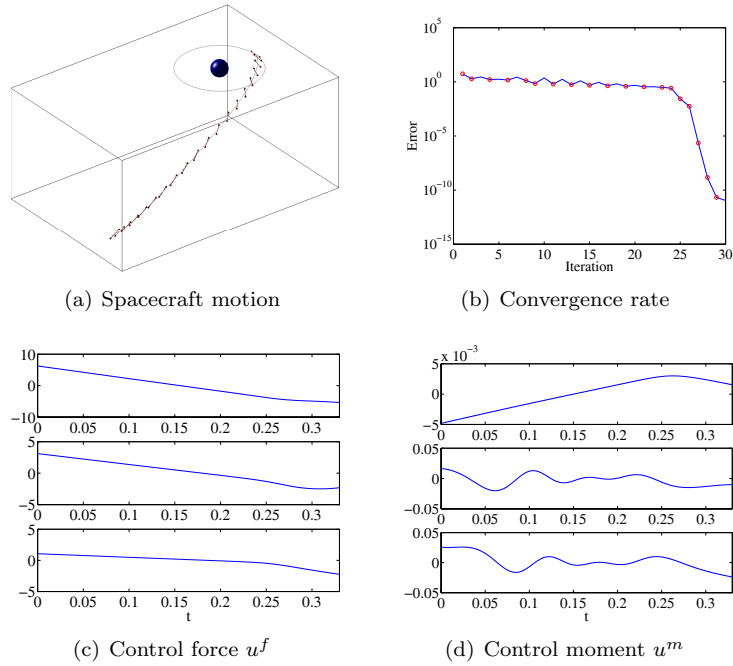 10^5
10^0
10^−5
10^−10
10^−15
Error
0 5 10 15 20 25 30
Iteration
(a) Spacecraft motion
(b) Convergence rate
10
0
−10
0 0.05 0.1 0.15 0.2 0.25 0.3
5
0
−5
0 0.05 0.1 0.15 0.2 0.25 0.3
5
0
−5
0 0.05 0.1 0.15 0.2 0.25 0.3
t
(c) Control force u^f
x 10^−3
5
0
−5
0 0.05 0.1 0.15 0.2 0.25 0.3
0.05
0
−0.05
0 0.05 0.1 0.15 0.2 0.25 0.3
0.05
0
−0.05
0 0.05 0.1 0.15 0.2 0.25 0.3
t
(d) Control moment u^m